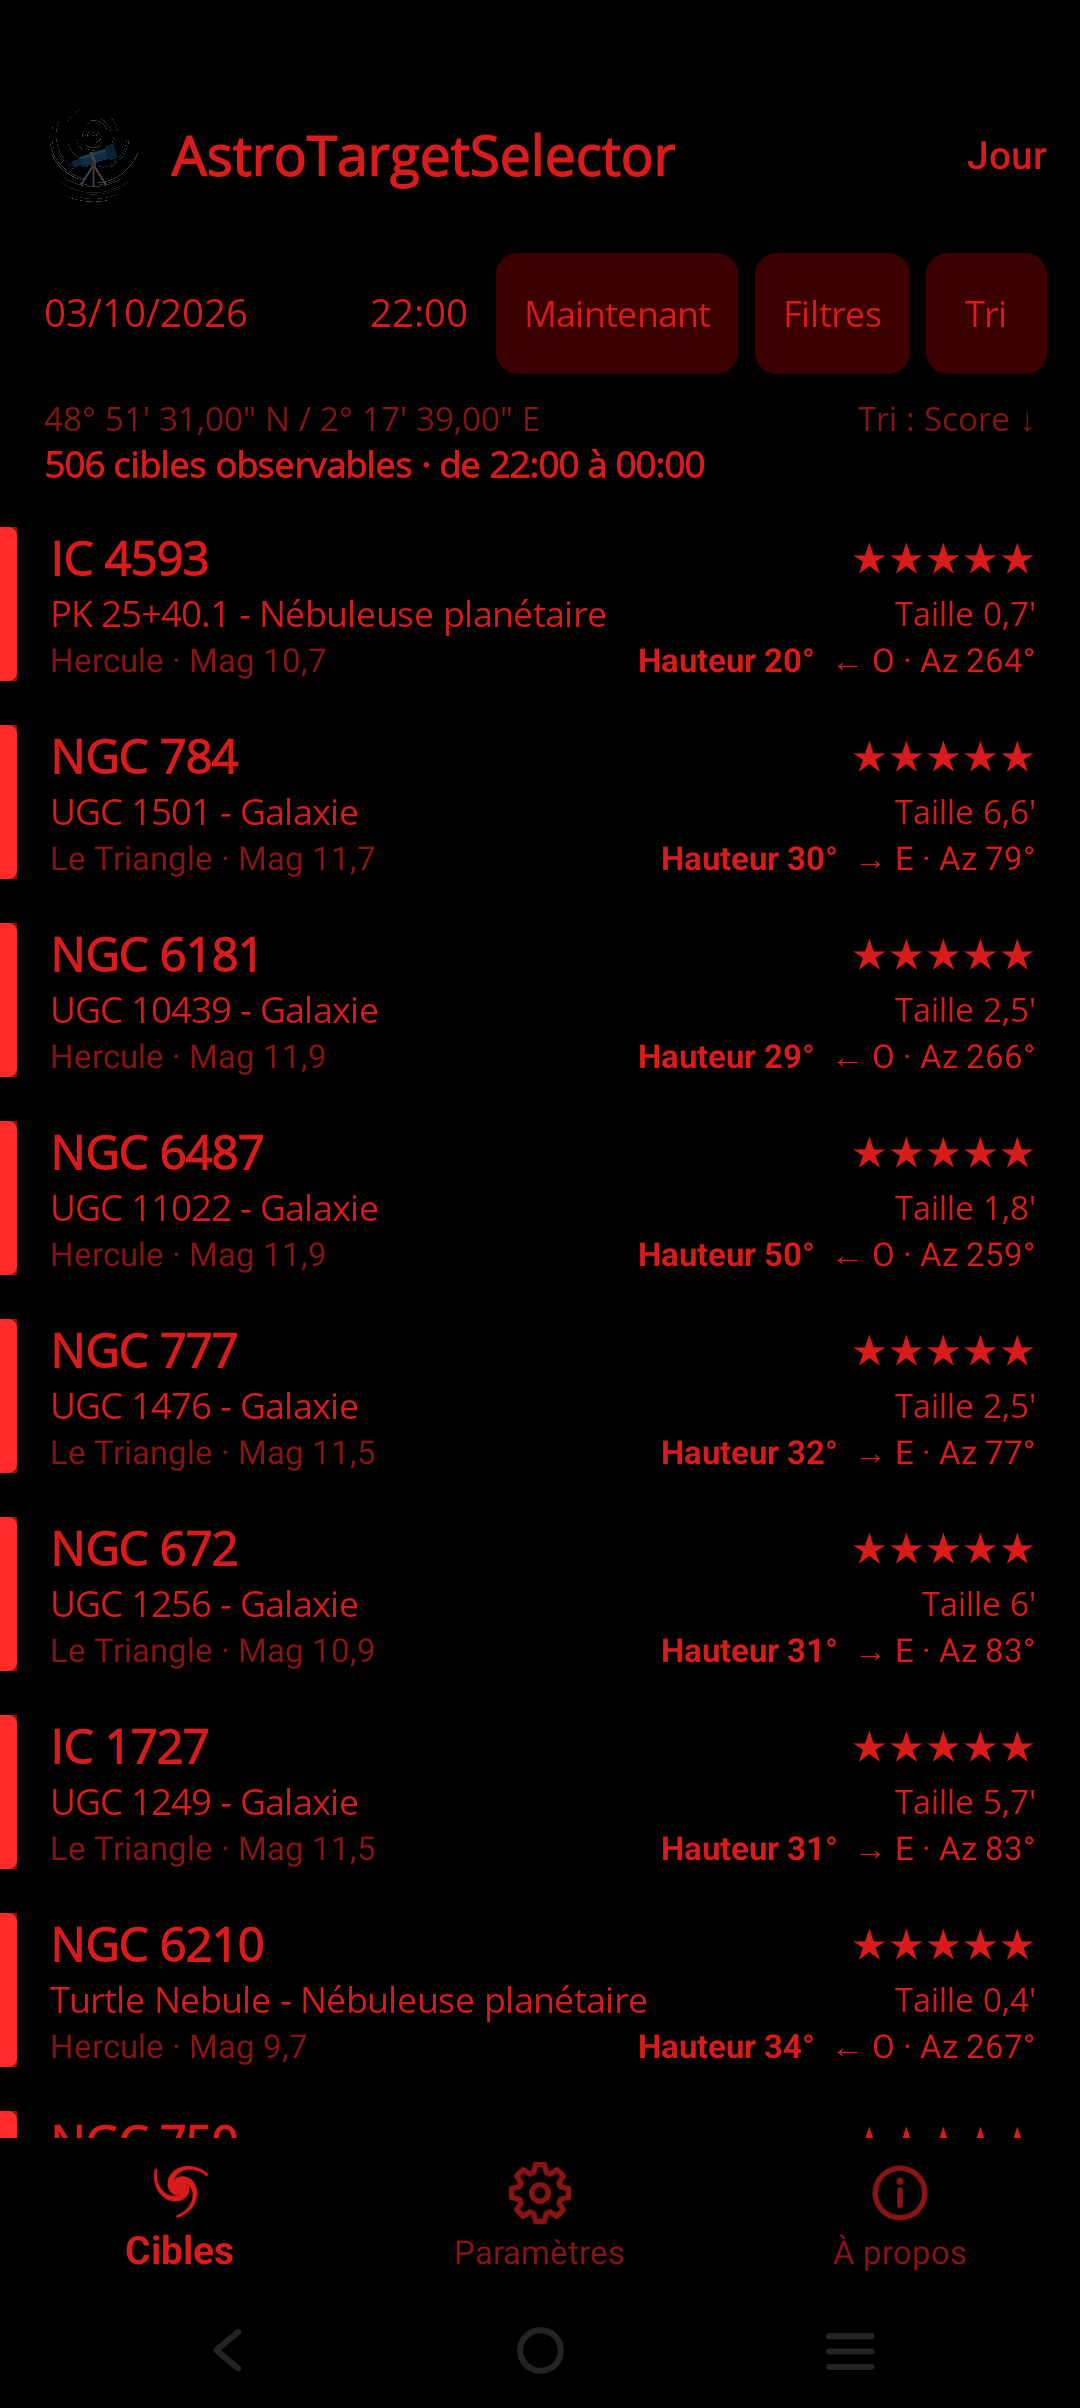 AstroTargetSelector
Jour
03/10/2026 22:00 Maintenant Filtres Tri
48° 51' 31,00" N / 2° 17' 39,00" E Tri : Score ↓
506 cibles observables · de 22:00 à 00:00
IC 4593 ★★★★★
PK 25+40.1 - Nébuleuse planétaire Taille 0,7'
Hercule · Mag 10,7 Hauteur 20° ← O · Az 264°
NGC 784 ★★★★★
UGC 1501 - Galaxie Taille 6,6'
Le Triangle · Mag 11,7 Hauteur 30° → E · Az 79°
NGC 6181 ★★★★★
UGC 10439 - Galaxie Taille 2,5'
Hercule · Mag 11,9 Hauteur 29° ← O · Az 266°
NGC 6487 ★★★★★
UGC 11022 - Galaxie Taille 1,8'
Hercule · Mag 11,9 Hauteur 50° ← O · Az 259°
NGC 777 ★★★★★
UGC 1476 - Galaxie Taille 2,5'
Le Triangle · Mag 11,5 Hauteur 32° → E · Az 77°
NGC 672 ★★★★★
UGC 1256 - Galaxie Taille 6'
Le Triangle · Mag 10,9 Hauteur 31° → E · Az 83°
IC 1727 ★★★★★
UGC 1249 - Galaxie Taille 5,7'
Le Triangle · Mag 11,5 Hauteur 31° → E · Az 83°
NGC 6210 ★★★★★
Turtle Nebule - Nébuleuse planétaire Taille 0,4'
Hercule · Mag 9,7 Hauteur 34° ← O · Az 267°
Cibles Paramètres À propos